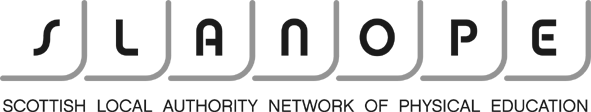 SLANOPE
SCOTTISH LOCAL AUTHORITY NETWORK OF PHYSICAL EDUCATION